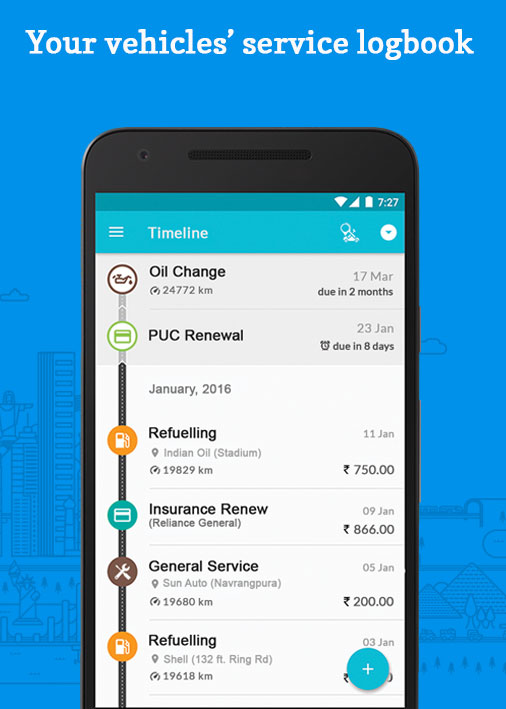 Your vehicles’ service logbook
7:27
Timeline
Oil Change
17 Mar
24772 km
due in 2 months
PUC Renewal
23 Jan
due in 8 days
January, 2016
Refuelling
11 Jan
Indian Oil (Stadium)
19829 km
₹ 750.00
Insurance Renew
09 Jan
(Reliance General)
₹ 866.00
General Service
05 Jan
Sun Auto (Navrangpura)
19680 km
₹ 200.00
Refuelling
03 Jan
Shell (132 ft. Ring Rd)
19618 km
₹
+